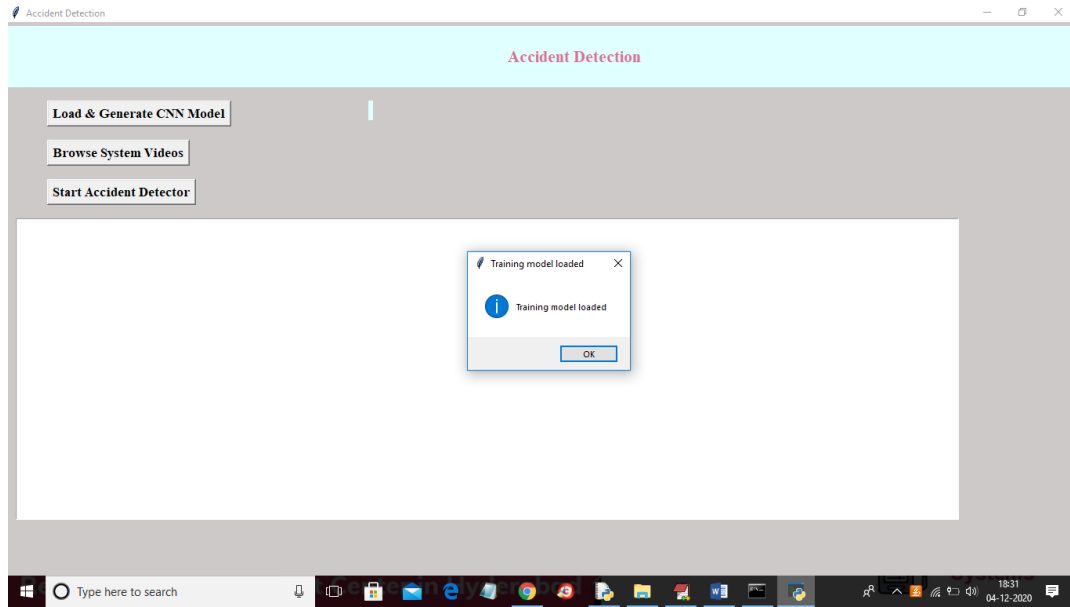 Accident Detection
Accident Detection
Load & Generate CNN Model
Browse System Videos
Start Accident Detector
Training model loaded
Training model loaded
OK
Type here to search
18:31
04-12-2020